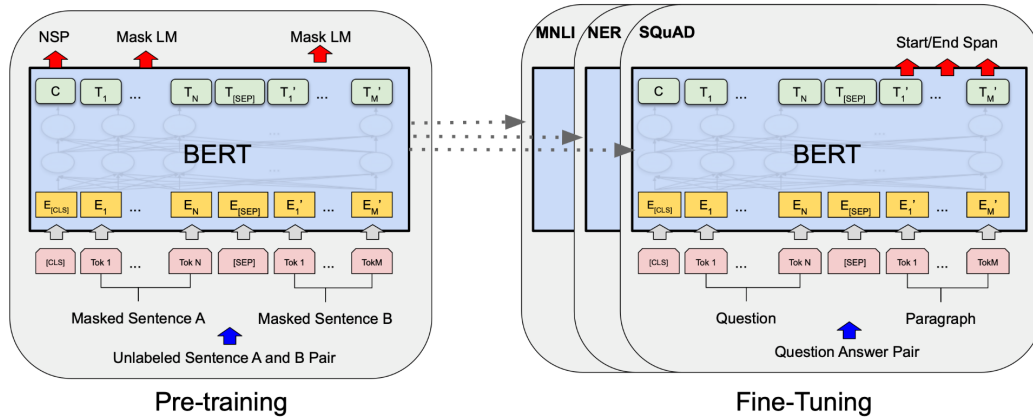 NSP Mask LM Mask LM
C T1 ... TN T[SEP] T1' ... TM'
...
...
BERT
E[CLS] E1 ... EN E[SEP] E1' ... EM'
[CLS] Tok 1 ... Tok N [SEP] Tok 1 ... TokM
Masked Sentence A Masked Sentence B
Unlabeled Sentence A and B Pair
Pre-training
MNLI NER SQuAD
Start/End Span
C T1 ... TN T[SEP] T1' ... TM'
...
...
BERT
E[CLS] E1 ... EN E[SEP] E1' ... EM'
[CLS] Tok 1 ... Tok N [SEP] Tok 1 ... TokM
Question Paragraph
Question Answer Pair
Fine-Tuning